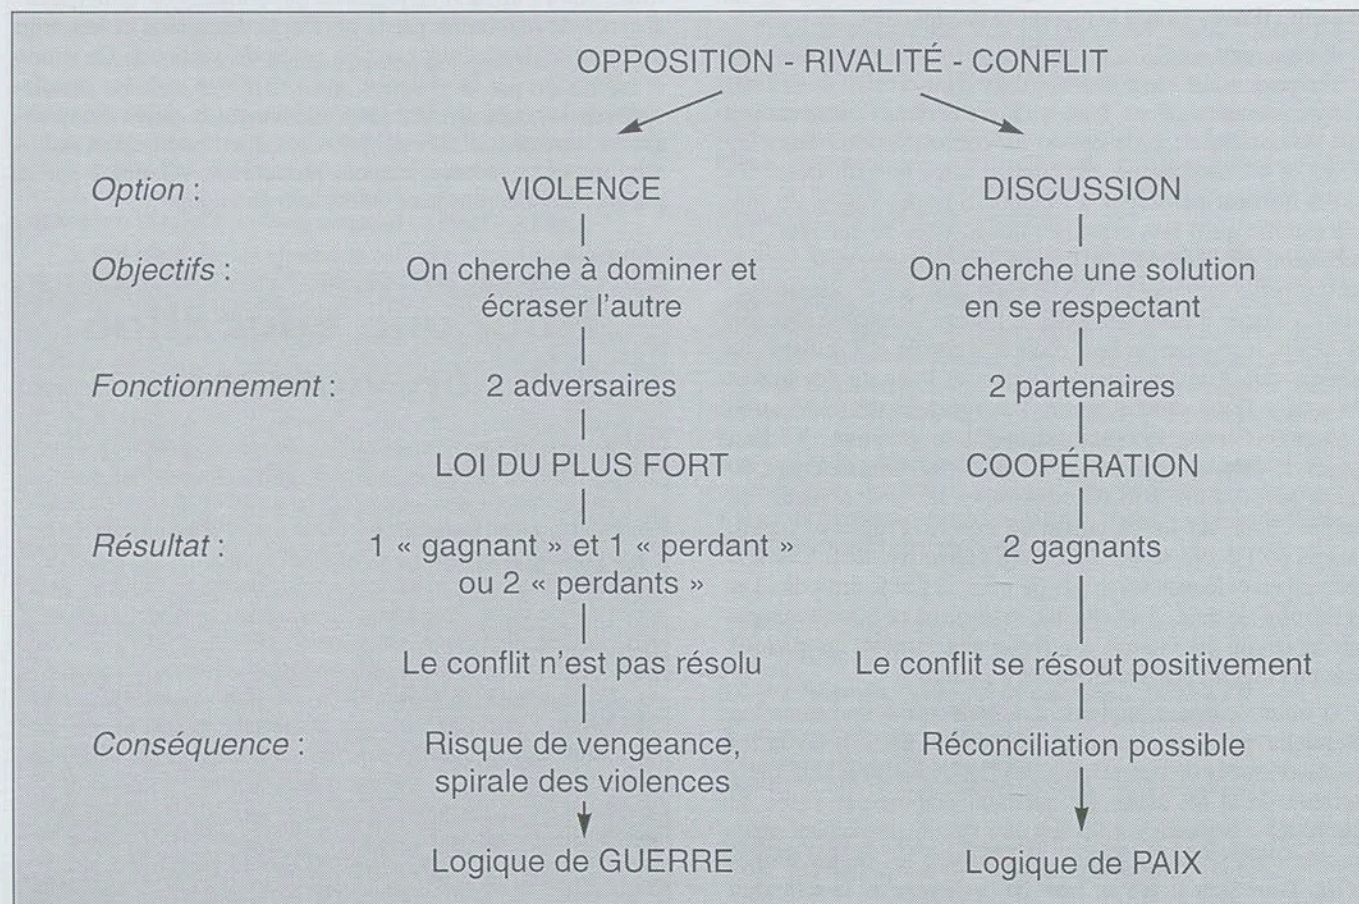 OPPOSITION - RIVALITÉ - CONFLIT
Option : VIOLENCE DISCUSSION
Objectifs : On cherche à dominer et On cherche une solution
écraser l'autre en se respectant
Fonctionnement : 2 adversaires 2 partenaires
LOI DU PLUS FORT COOPÉRATION
Résultat : 1 « gagnant » et 1 « perdant » 2 gagnants
ou 2 « perdants »
Le conflit n'est pas résolu Le conflit se résout positivement
Conséquence : Risque de vengeance, Réconciliation possible
spirale des violences
Logique de GUERRE Logique de PAIX